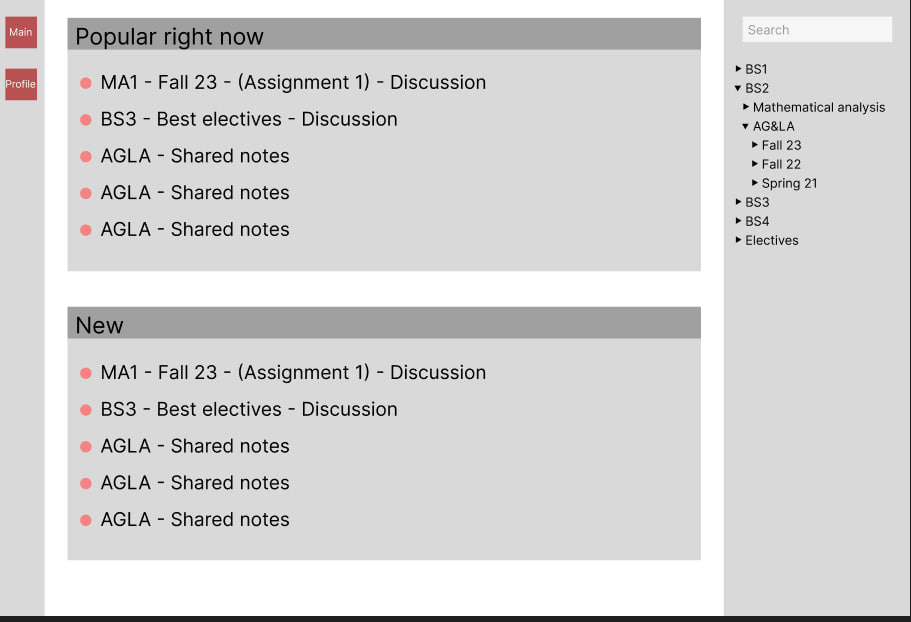 Main
Profile
Popular right now
MA1 - Fall 23 - (Assignment 1) - Discussion
BS3 - Best electives - Discussion
AGLA - Shared notes
AGLA - Shared notes
AGLA - Shared notes
New
MA1 - Fall 23 - (Assignment 1) - Discussion
BS3 - Best electives - Discussion
AGLA - Shared notes
AGLA - Shared notes
AGLA - Shared notes
Search
BS1
BS2
Mathematical analysis
AG&LA
Fall 23
Fall 22
Spring 21
BS3
BS4
Electives